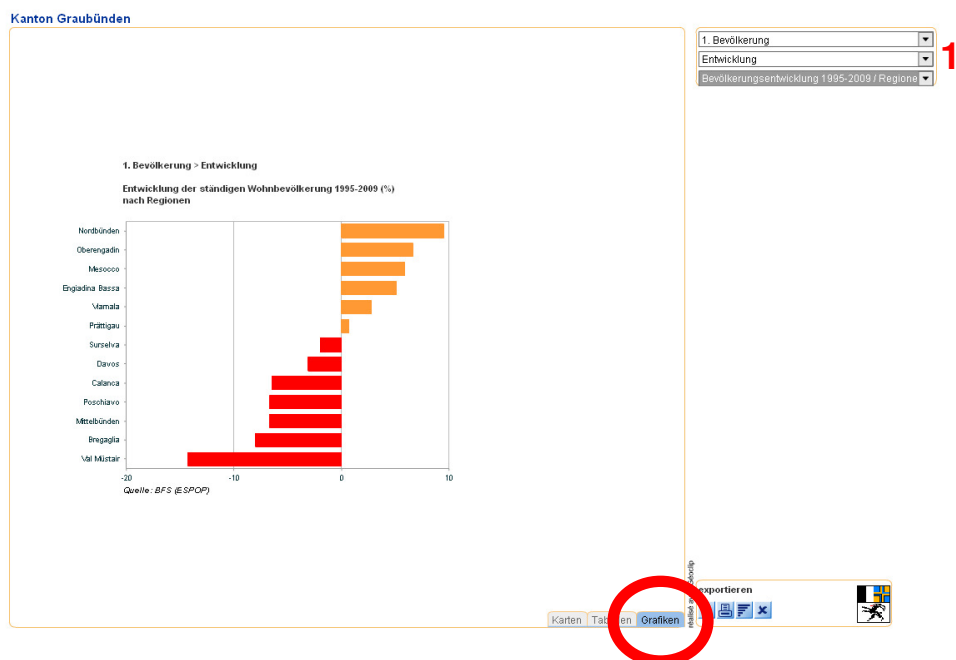 Kanton Graubünden
1. Bevölkerung
Entwicklung
Bevölkerungsentwicklung 1995-2009 / Regione
1
1. Bevölkerung > Entwicklung
Entwicklung der ständigen Wohnbevölkerung 1995-2009 (%)
nach Regionen
Nordbünden
Oberengadin
Mesocco
Engiadina Bassa
Viamala
Prättigau
Surselva
Davos
Calanca
Poschiavo
Mittelbünden
Bregaglia
Val Müstair
-20 -10 0 10
Quelle: BFS (ESPOP)
Karten Grafiken
exportieren